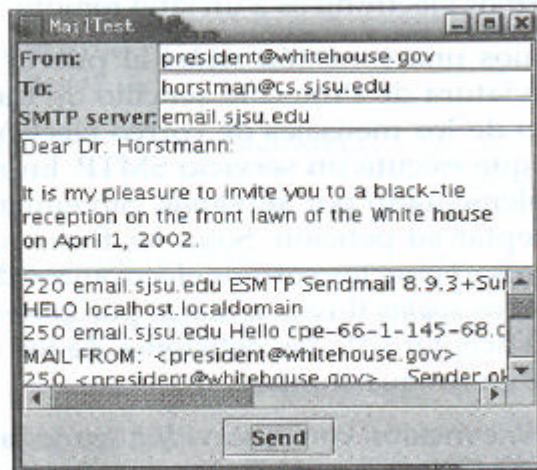 MailTest
From: president@whitehouse.gov
To: horstman@cs.sjsu.edu
SMTP server: email.sjsu.edu
Dear Dr. Horstmann:
It is my pleasure to invite you to a black-tie
reception on the front lawn of the White house
on April 1, 2002.
220 email.sjsu.edu ESMTP Sendmail 8.9.3+Sur
HELO localhost.localdomain
250 email.sjsu.edu Hello cpe-66-1-145-68.c
MAIL FROM: <president@whitehouse.gov>
250 <president@whitehouse.gov>... Sender ok
Send